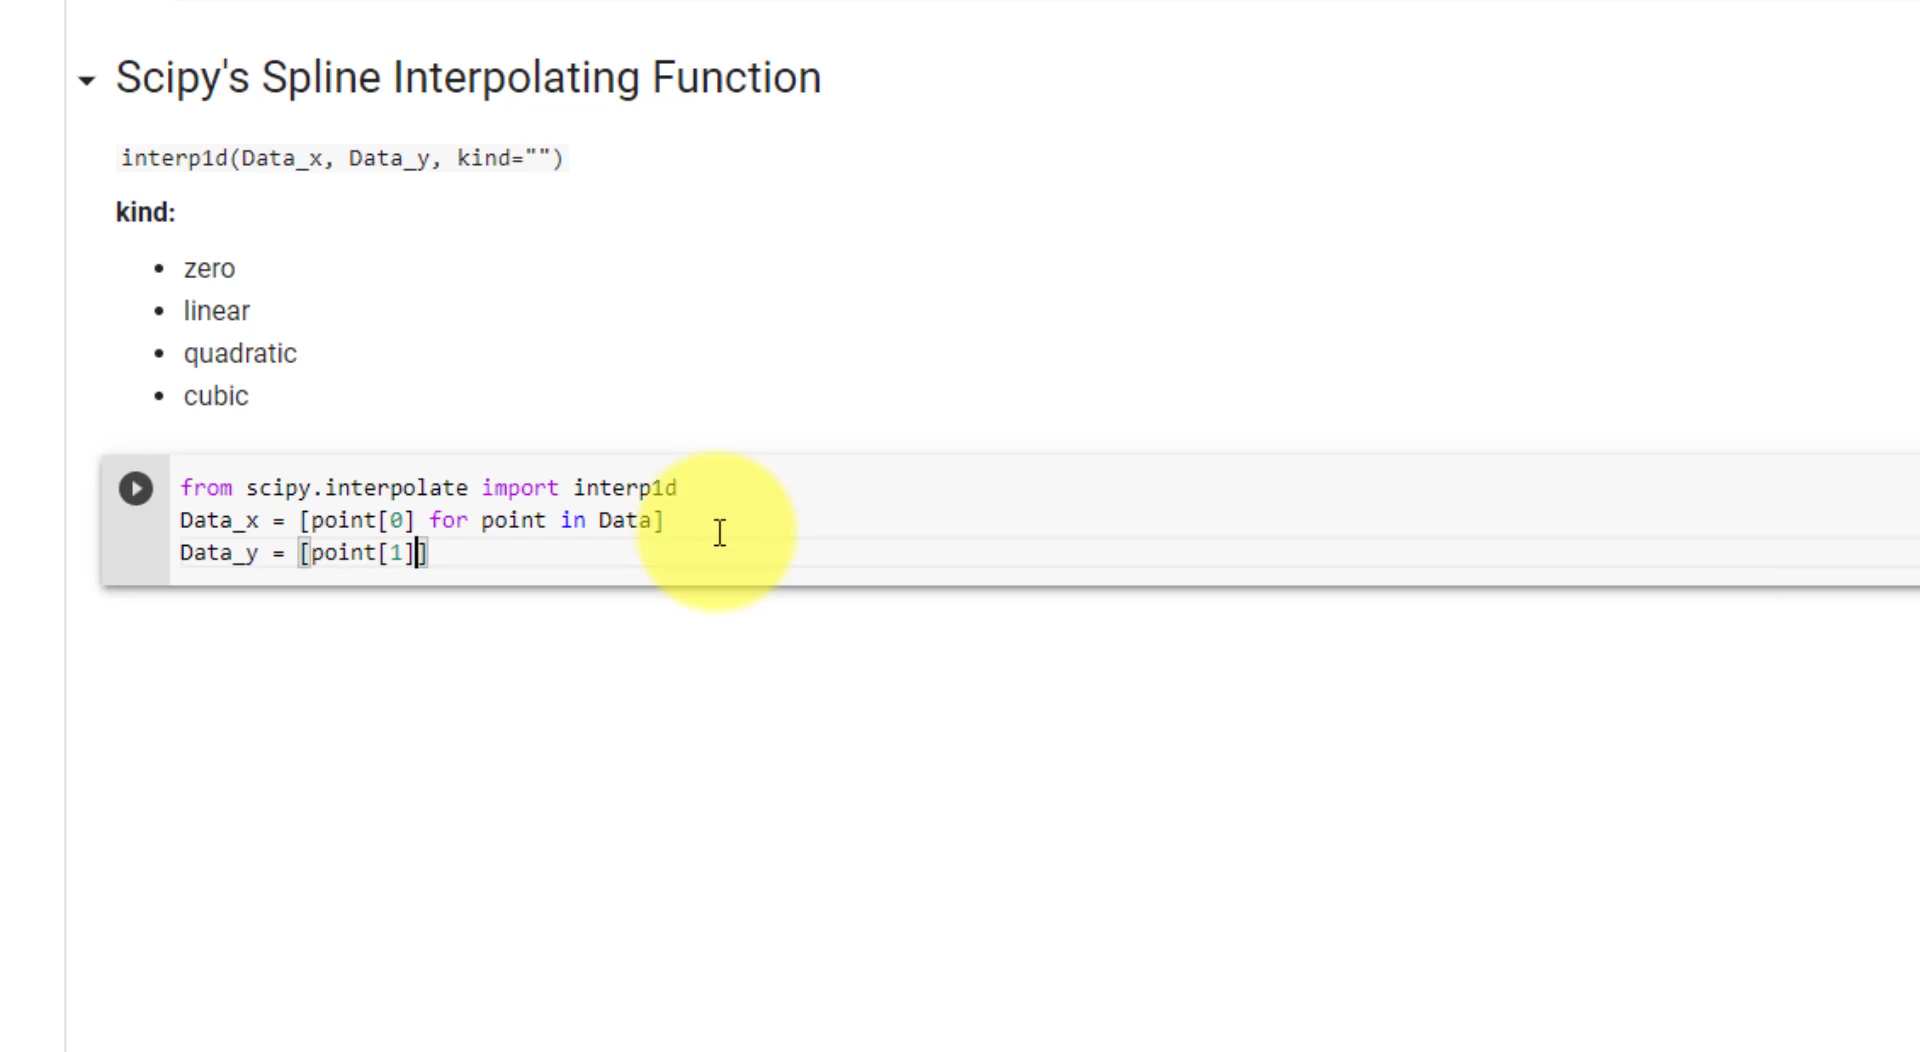 Scipy's Spline Interpolating Function
interp1d(Data_x, Data_y, kind="")
kind:
• zero
• linear
• quadratic
• cubic
from scipy.interpolate import interp1d
Data_x = [point[0] for point in Data]
Data_y = [point[1]]